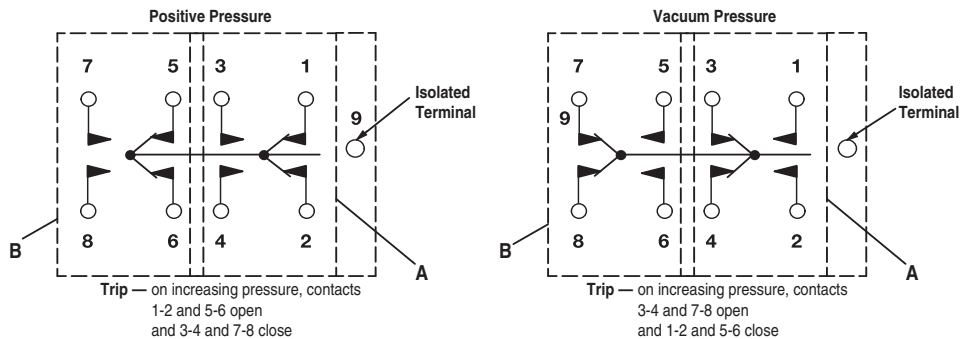 Positive Pressure
7 5 3 1
9
Isolated
Terminal
8 6 4 2
B
A
Trip — on increasing pressure, contacts
1-2 and 5-6 open
and 3-4 and 7-8 close
Vacuum Pressure
7 5 3 1
9
Isolated
Terminal
8 6 4 2
B
A
Trip — on increasing pressure, contacts
3-4 and 7-8 open
and 1-2 and 5-6 close